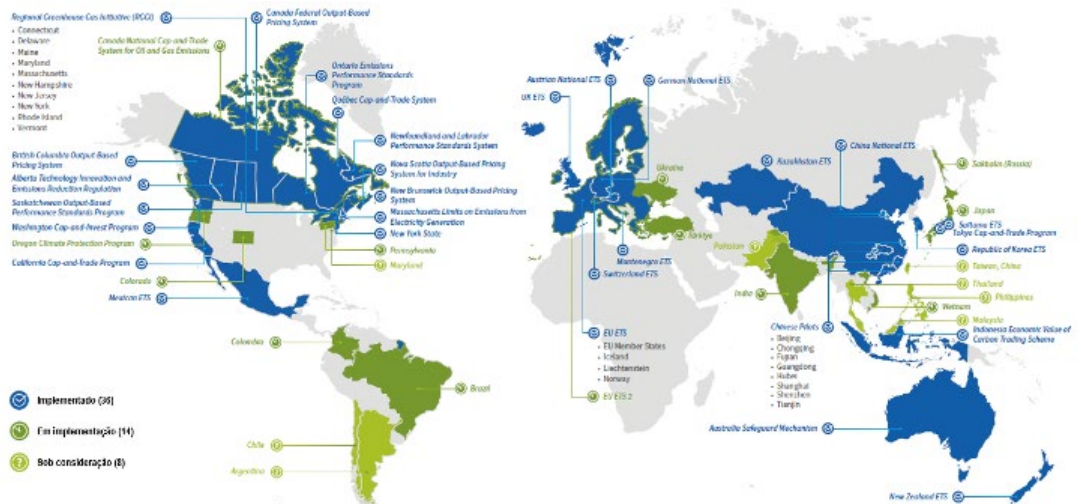 Regional Greenhouse Gas Initiative (RGGI)
• Connecticut
• Delaware
• Maine
• Maryland
• Massachusetts
• New Hampshire
• New Jersey
• New York
• Rhode Island
• Vermont
Canada Federal Output-Based
Pricing System
Canada National Cap-and-Trade
System for Oil and Gas Emissions
Ontario Emissions
Performance Standards
Program
Québec Cap-and-Trade System
Newfoundland and Labrador
Performance Standards System
Nova Scotia Output-Based Pricing
System for Industry
New Brunswick Output-Based Pricing
System
Massachusetts Limits on Emissions from
Electricity Generation
New York State
Pennsylvania
Maryland
British Columbia Output-Based
Pricing System
Alberta Technology Innovation and
Emissions Reduction Regulation
Saskatchewan Output-Based
Performance Standards Program
Washington Cap-and-Invest Program
Oregon Climate Protection Program
California Cap-and-Trade Program
Colorado
Mexican ETS
Colombia
Brazil
Chile
Argentina
Implementado (36)
Em implementação (14)
Sob consideração (8)
Austrian National ETS
German National ETS
UK ETS
Ukraine
Türkiye
Montenegro ETS
Switzerland ETS
EU ETS
• EU Member States
• Iceland
• Liechtenstein
• Norway
EU ETS 2
Kazakhstan ETS
China National ETS
Pakistan
India
Chinese Pilots
• Beijing
• Chongqing
• Fujian
• Guangdong
• Hubei
• Shanghai
• Shenzhen
• Tianjin
Sakhalin (Russia)
Japan
Saitama ETS
Tokyo Cap-and-Trade Program
Republic of Korea ETS
Taiwan, China
Thailand
Philippines
Vietnam
Malaysia
Indonesia Economic Value of
Carbon Trading Scheme
Australia Safeguard Mechanism
New Zealand ETS